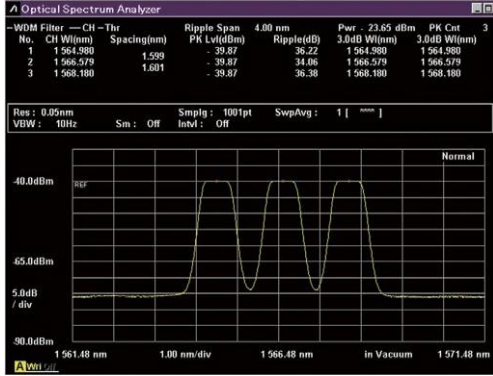 Optical Spectrum Analyzer
WDM Filter — CH – Thr Ripple Span 4.00 nm Pwr - 23.65 dBm PK Cnt 3
No. CH Wl(nm) Spacing(nm) PK Lvl(dBm) Ripple(dB) 3.0dB Wl(nm) 3.0dB Wl(nm)
1 1 564.980 - 39.87 36.22 1 564.980 1 564.980
1.599
2 1 566.579 - 39.87 34.06 1 566.579 1 566.579
1.601
3 1 568.180 - 39.87 36.38 1 568.180 1 568.180
Res : 0.05nm Smplg : 1001pt SwpAvg : 1 [ **** ]
VBW : 10Hz Sm : Off Intvl : Off
Normal
-40.0dBm REF
-65.0dBm
5.0dB
/ div
-90.0dBm
1 561.48 nm 1.00 nm/div 1 566.48 nm in Vacuum 1 571.48 nm
A Wri